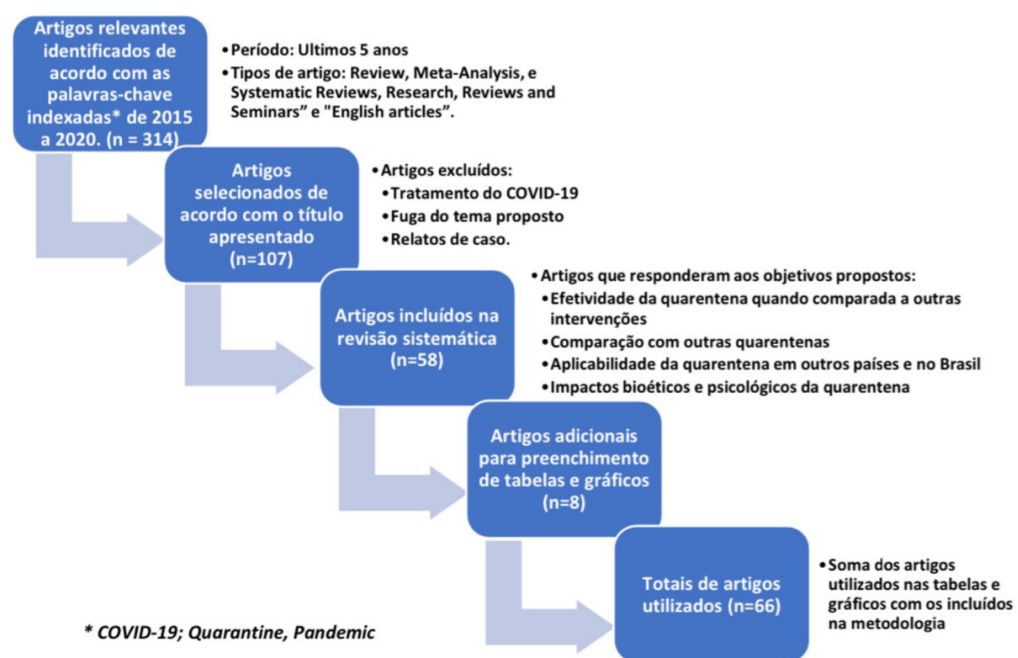 Artigos relevantes
identificados de
acordo com as
palavras-chave
indexadas* de 2015
a 2020. (n = 314)
•Período: Ultimos 5 anos
•Tipos de artigo: Review, Meta-Analysis, e
Systematic Reviews, Research, Reviews and
Seminars” e "English articles”.
Artigos
selecionados de
acordo com o título
apresentado
(n=107)
•Artigos excluídos:
•Tratamento do COVID-19
•Fuga do tema proposto
•Relatos de caso.
Artigos incluídos na
revisão sistemática
(n=58)
•Artigos que responderam aos objetivos propostos:
•Efetividade da quarentena quando comparada a outras
intervenções
•Comparação com outras quarentenas
•Aplicabilidade da quarentena em outros países e no Brasil
•Impactos bioéticos e psicológicos da quarentena
Artigos adicionais
para preenchimento
de tabelas e gráficos
(n=8)
Totais de artigos
utilizados (n=66)
•Soma dos artigos
utilizados nas tabelas e
gráficos com os incluídos
na metodologia
* COVID-19; Quarantine, Pandemic